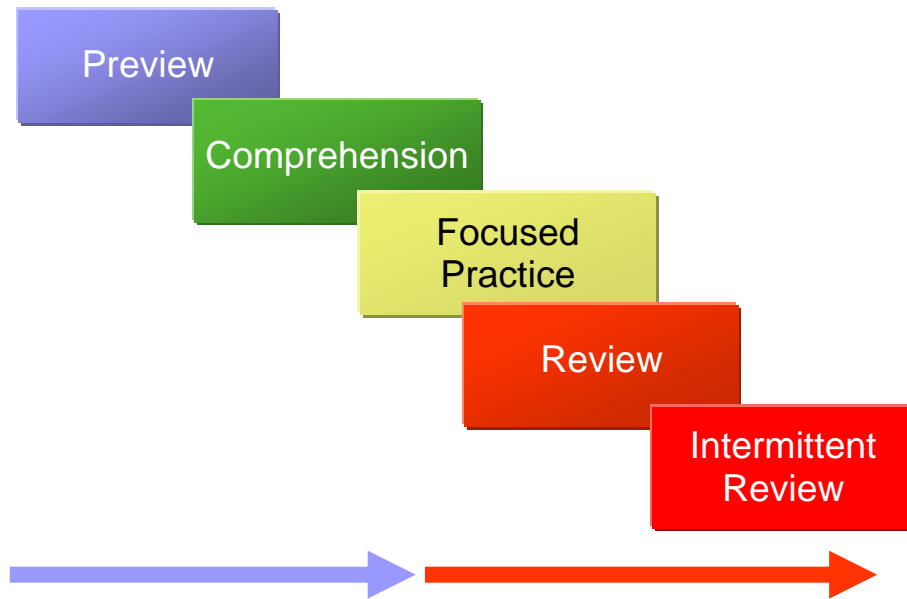 Preview
Comprehension
Focused
Practice
Review
Intermittent
Review